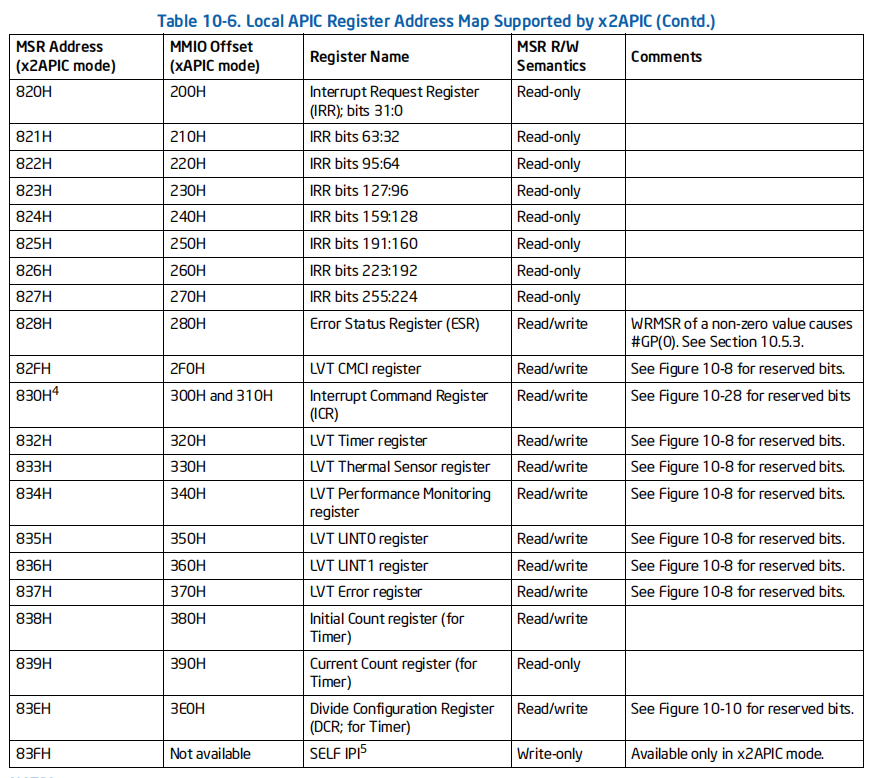 Table 10-6. Local APIC Register Address Map Supported by x2APIC (Contd.)
MSR Address (x2APIC mode) MMIO Offset (xAPIC mode) Register Name MSR R/W Semantics Comments
820H 200H Interrupt Request Register (IRR); bits 31:0 Read-only
821H 210H IRR bits 63:32 Read-only
822H 220H IRR bits 95:64 Read-only
823H 230H IRR bits 127:96 Read-only
824H 240H IRR bits 159:128 Read-only
825H 250H IRR bits 191:160 Read-only
826H 260H IRR bits 223:192 Read-only
827H 270H IRR bits 255:224 Read-only
828H 280H Error Status Register (ESR) Read/write WRMSR of a non-zero value causes #GP(0). See Section 10.5.3.
82FH 2F0H LVT CMCI register Read/write See Figure 10-8 for reserved bits.
830H4 300H and 310H Interrupt Command Register (ICR) Read/write See Figure 10-28 for reserved bits
832H 320H LVT Timer register Read/write See Figure 10-8 for reserved bits.
833H 330H LVT Thermal Sensor register Read/write See Figure 10-8 for reserved bits.
834H 340H LVT Performance Monitoring register Read/write See Figure 10-8 for reserved bits.
835H 350H LVT LINT0 register Read/write See Figure 10-8 for reserved bits.
836H 360H LVT LINT1 register Read/write See Figure 10-8 for reserved bits.
837H 370H LVT Error register Read/write See Figure 10-8 for reserved bits.
838H 380H Initial Count register (for Timer) Read/write
839H 390H Current Count register (for Timer) Read-only
83EH 3E0H Divide Configuration Register (DCR; for Timer) Read/write See Figure 10-10 for reserved bits.
83FH Not available SELF IPI5 Write-only Available only in x2APIC mode.